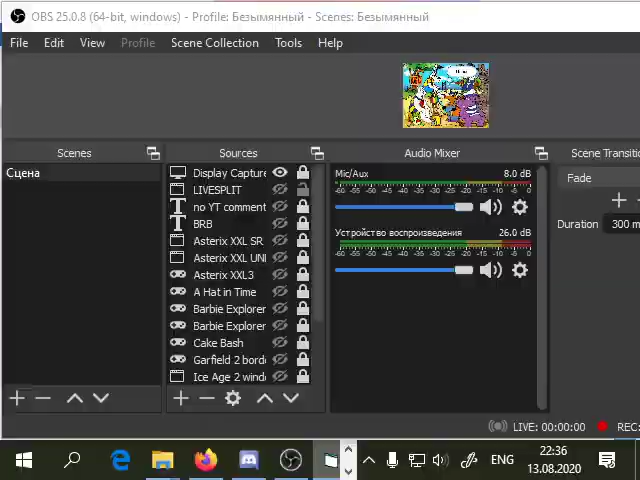 OBS 25.0.8 (64-bit, windows) - Profile: Безымянный - Scenes: Безымянный
File Edit View Profile Scene Collection Tools Help
Scenes
Сцена
Sources
Display Capture
LIVESPLIT
no YT comment
BRB
Asterix XXL SR
Asterix XXL UNI
Asterix XXL3
A Hat in Time
Barbie Explorer
Barbie Explorer
Cake Bash
Garfield 2 bord
Ice Age 2 wind
Audio Mixer
Mic/Aux 8.0 dB
-60 -55 -50 -45 -40 -35 -30 -25 -20 -15 -10 -5 0
Устройство воспроизведения 26.0 dB
-60 -55 -50 -45 -40 -35 -30 -25 -20 -15 -10 -5 0
Scene Transiti
Fade
Duration 300 m
LIVE: 00:00:00 REC:
ENG
22:36
13.08.2020